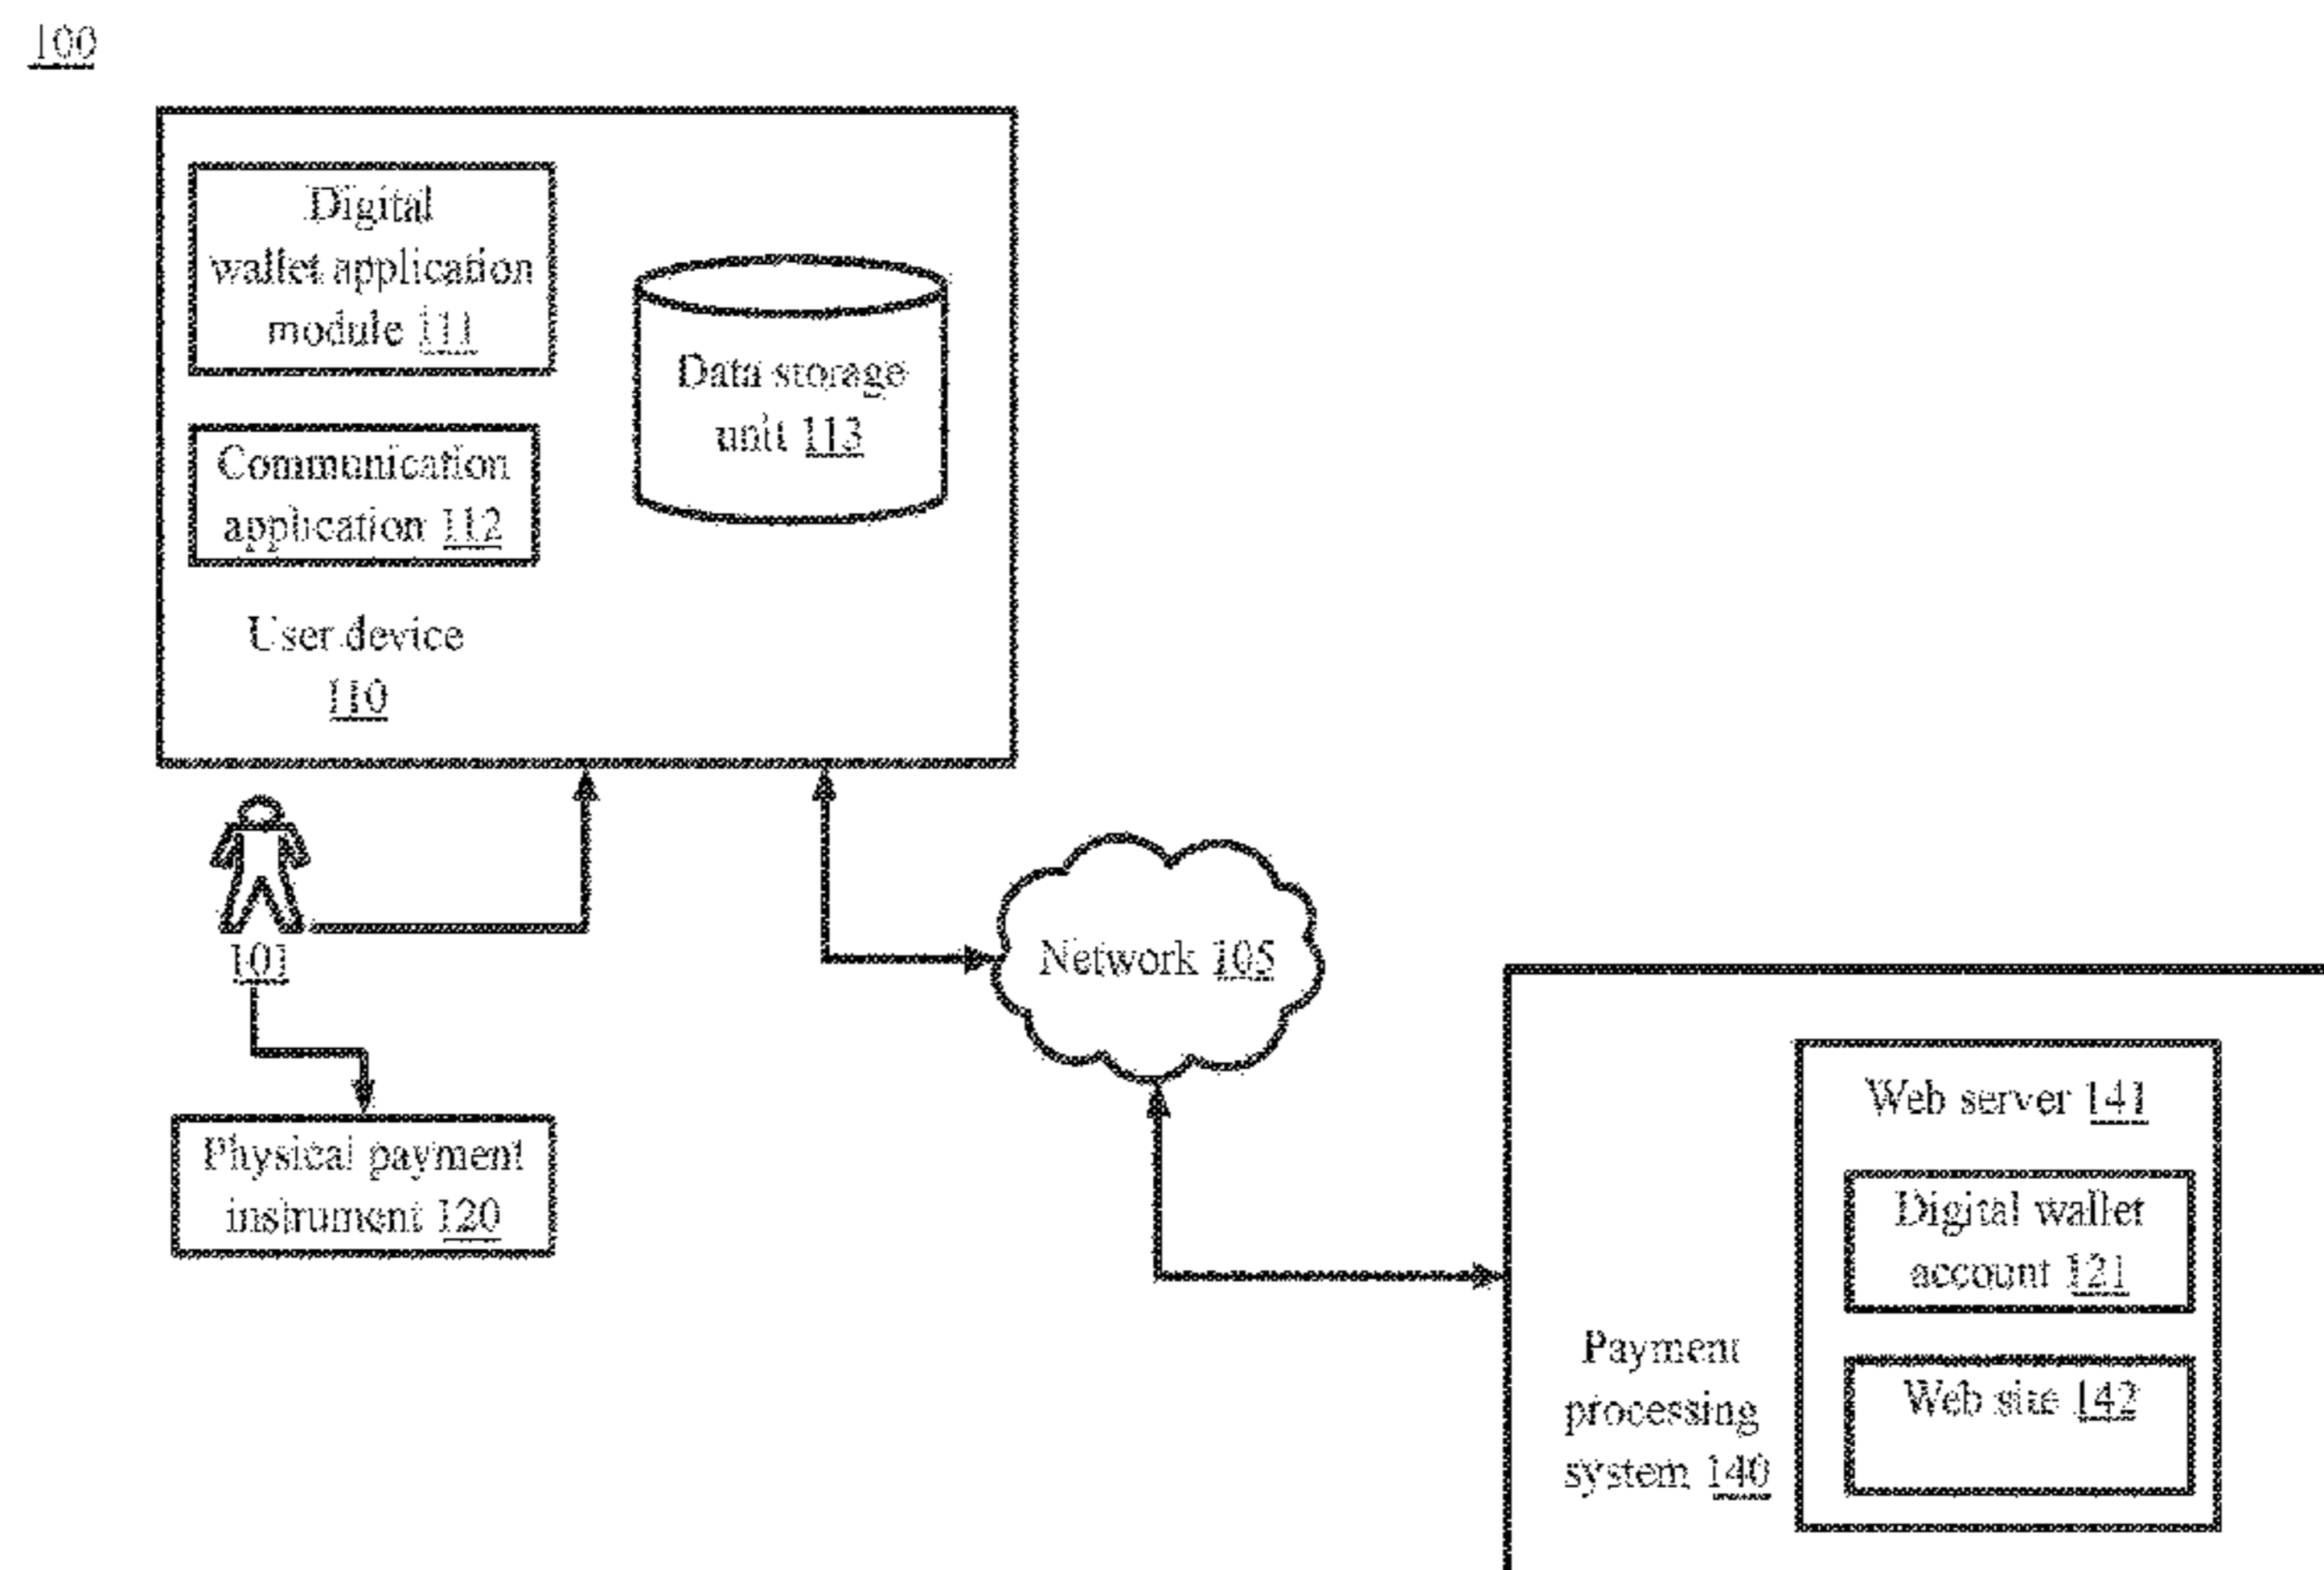 100
Digital
wallet application
module 111
Communication
application 112
Data storage
unit 113
User device
110
101
Physical payment
instrument 120
Network 105
Payment
processing
system 140
Web server 141
Digital wallet
account 121
Web site 142